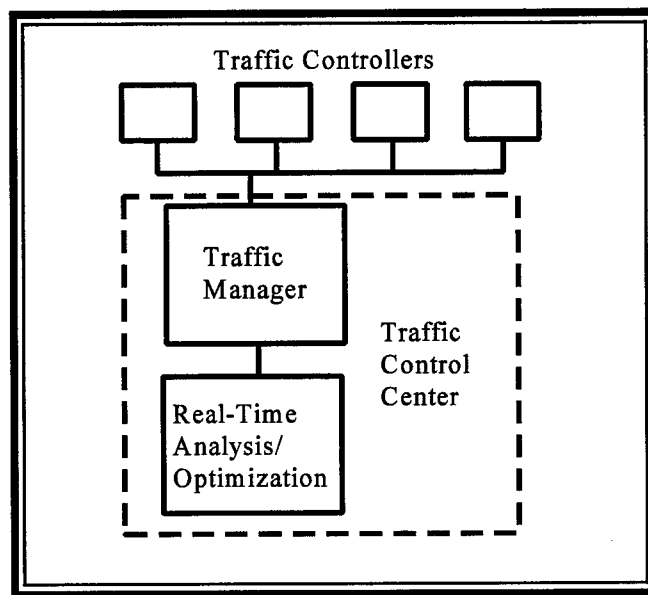 Traffic Controllers
Traffic
Manager
Traffic
Control
Center
Real-Time
Analysis/
Optimization